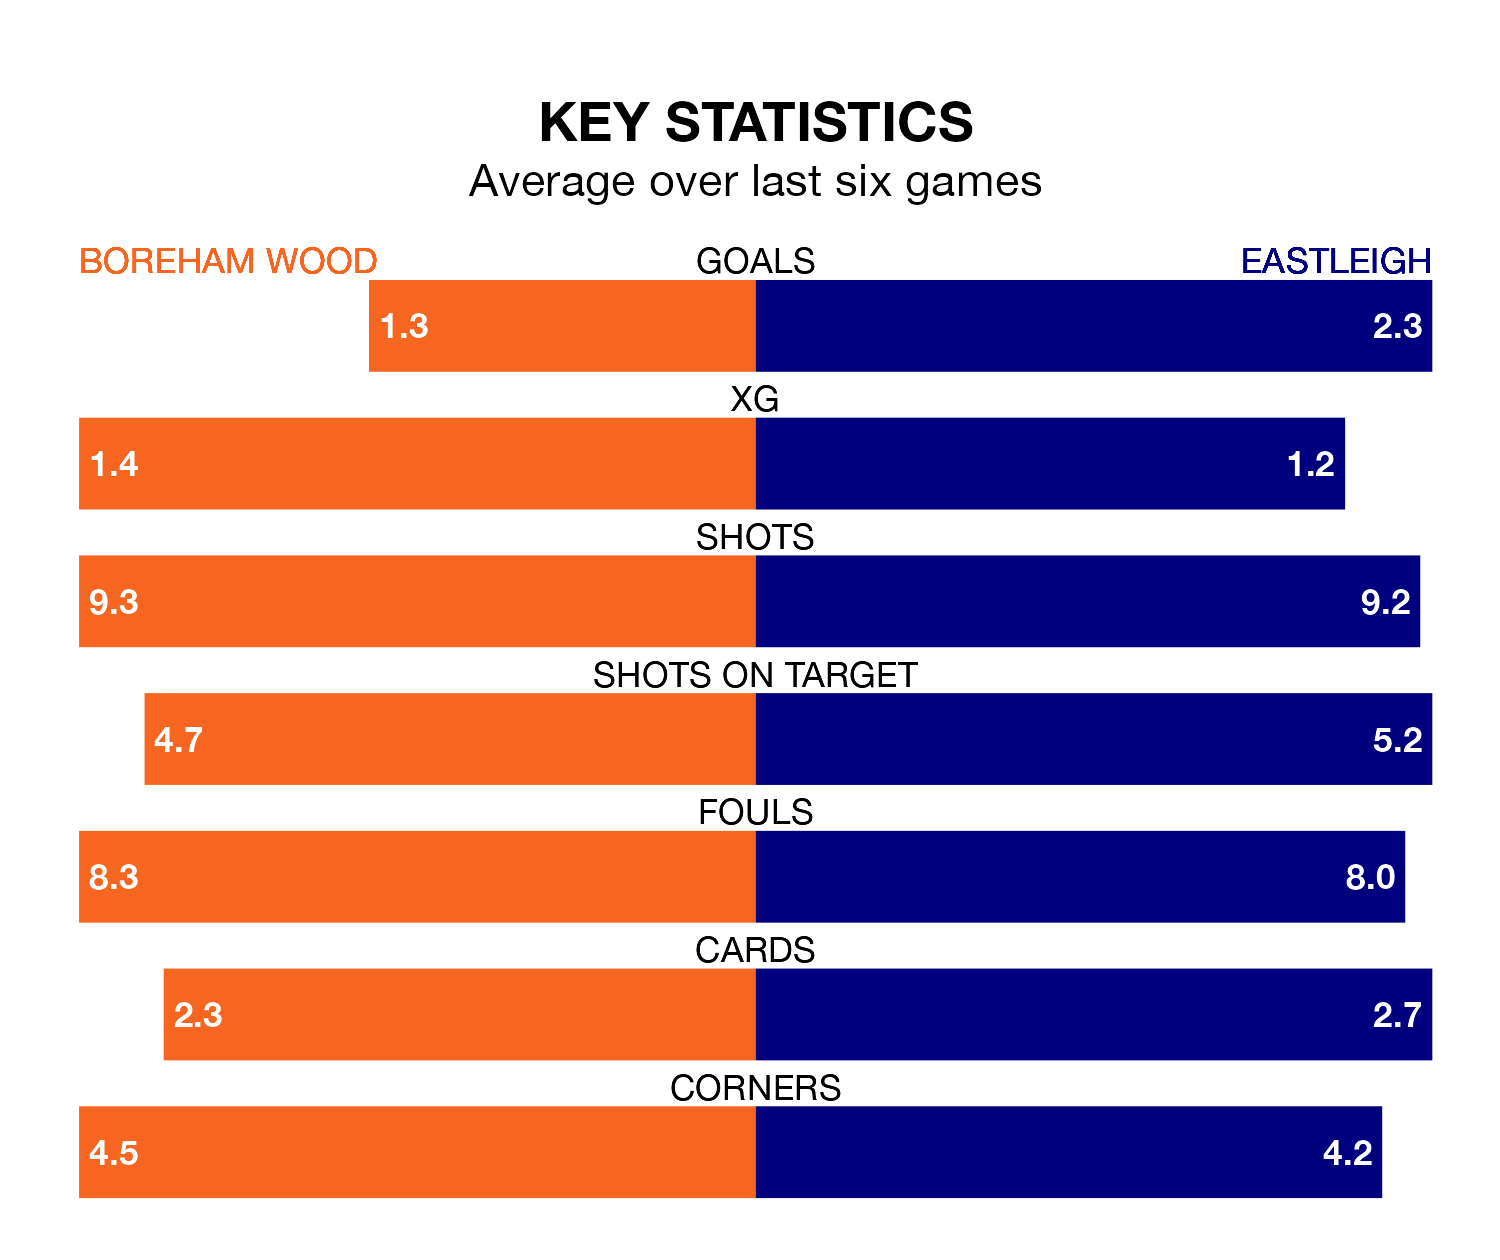 KEY STATISTICS
Average over last six games
BOREHAM WOOD GOALS EASTLEIGH
1.3 2.3
XG
1.4 1.2
SHOTS
9.3 9.2
SHOTS ON TARGET
4.7 5.2
FOULS
8.3 8.0
CARDS
2.3 2.7
CORNERS
4.5 4.2